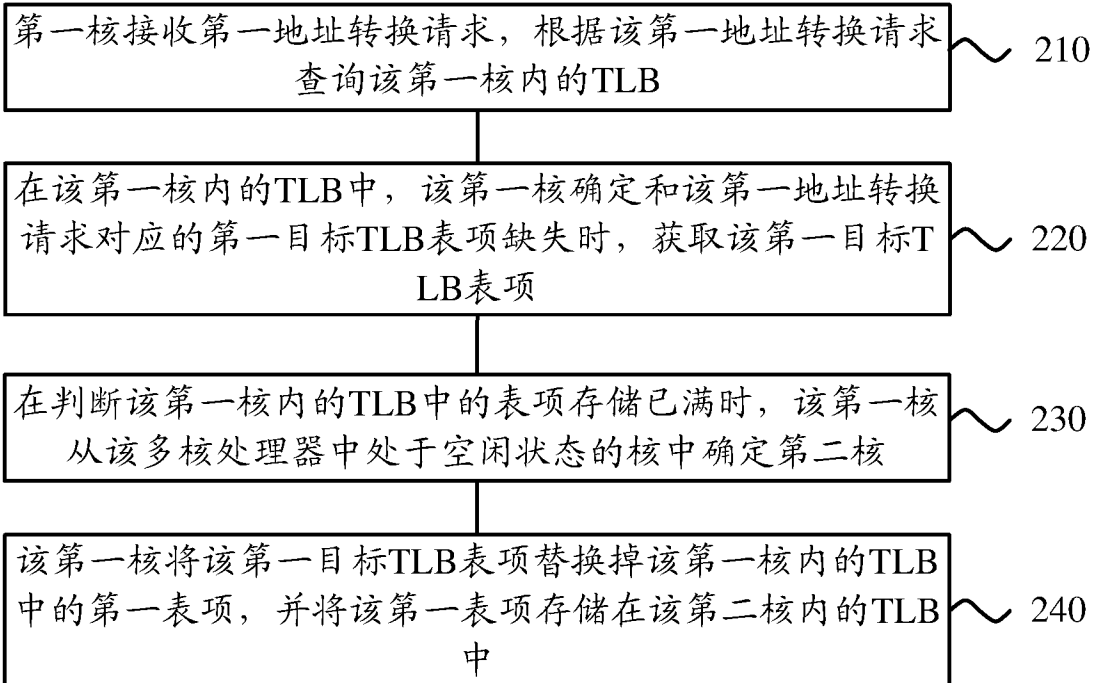 第一核接收第一地址转换请求，根据该第一地址转换请求
查询该第一核内的TLB
210
在该第一核内的TLB中，该第一核确定和该第一地址转换
请求对应的第一目标TLB表项缺失时，获取该第一目标T
LB表项
220
在判断该第一核内的TLB中的表项存储已满时，该第一核
从该多核处理器中处于空闲状态的核中确定第二核
230
该第一核将该第一目标TLB表项替换掉该第一核内的TLB
中的第一表项，并将该第一表项存储在该第二核内的TLB
中
240